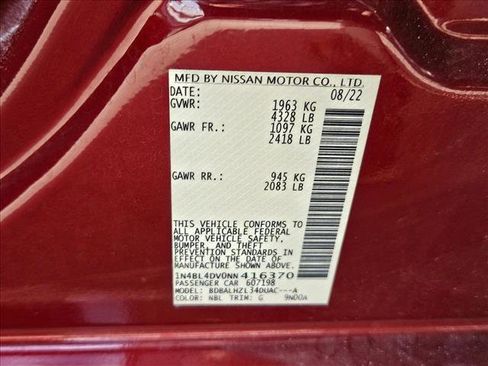 MFD BY NISSAN MOTOR CO., LTD.
DATE: 08/22
GVWR: 1963 KG
4328 LB
GAWR FR.: 1097 KG
2418 LB
GAWR RR.: 945 KG
2083 LB
THIS VEHICLE CONFORMS TO
ALL APPLICABLE FEDERAL
MOTOR VEHICLE SAFETY,
BUMPER, AND THEFT
PREVENTION STANDARDS
IN EFFECT ON THE DATE OF
MANUFACTURE SHOWN ABOVE.
1N4BL4DV0NN416370
PASSENGER CAR 607198
MODEL: BDBALHZL34DUAC---A
COLOR: NBL TRIM: G 9N00A